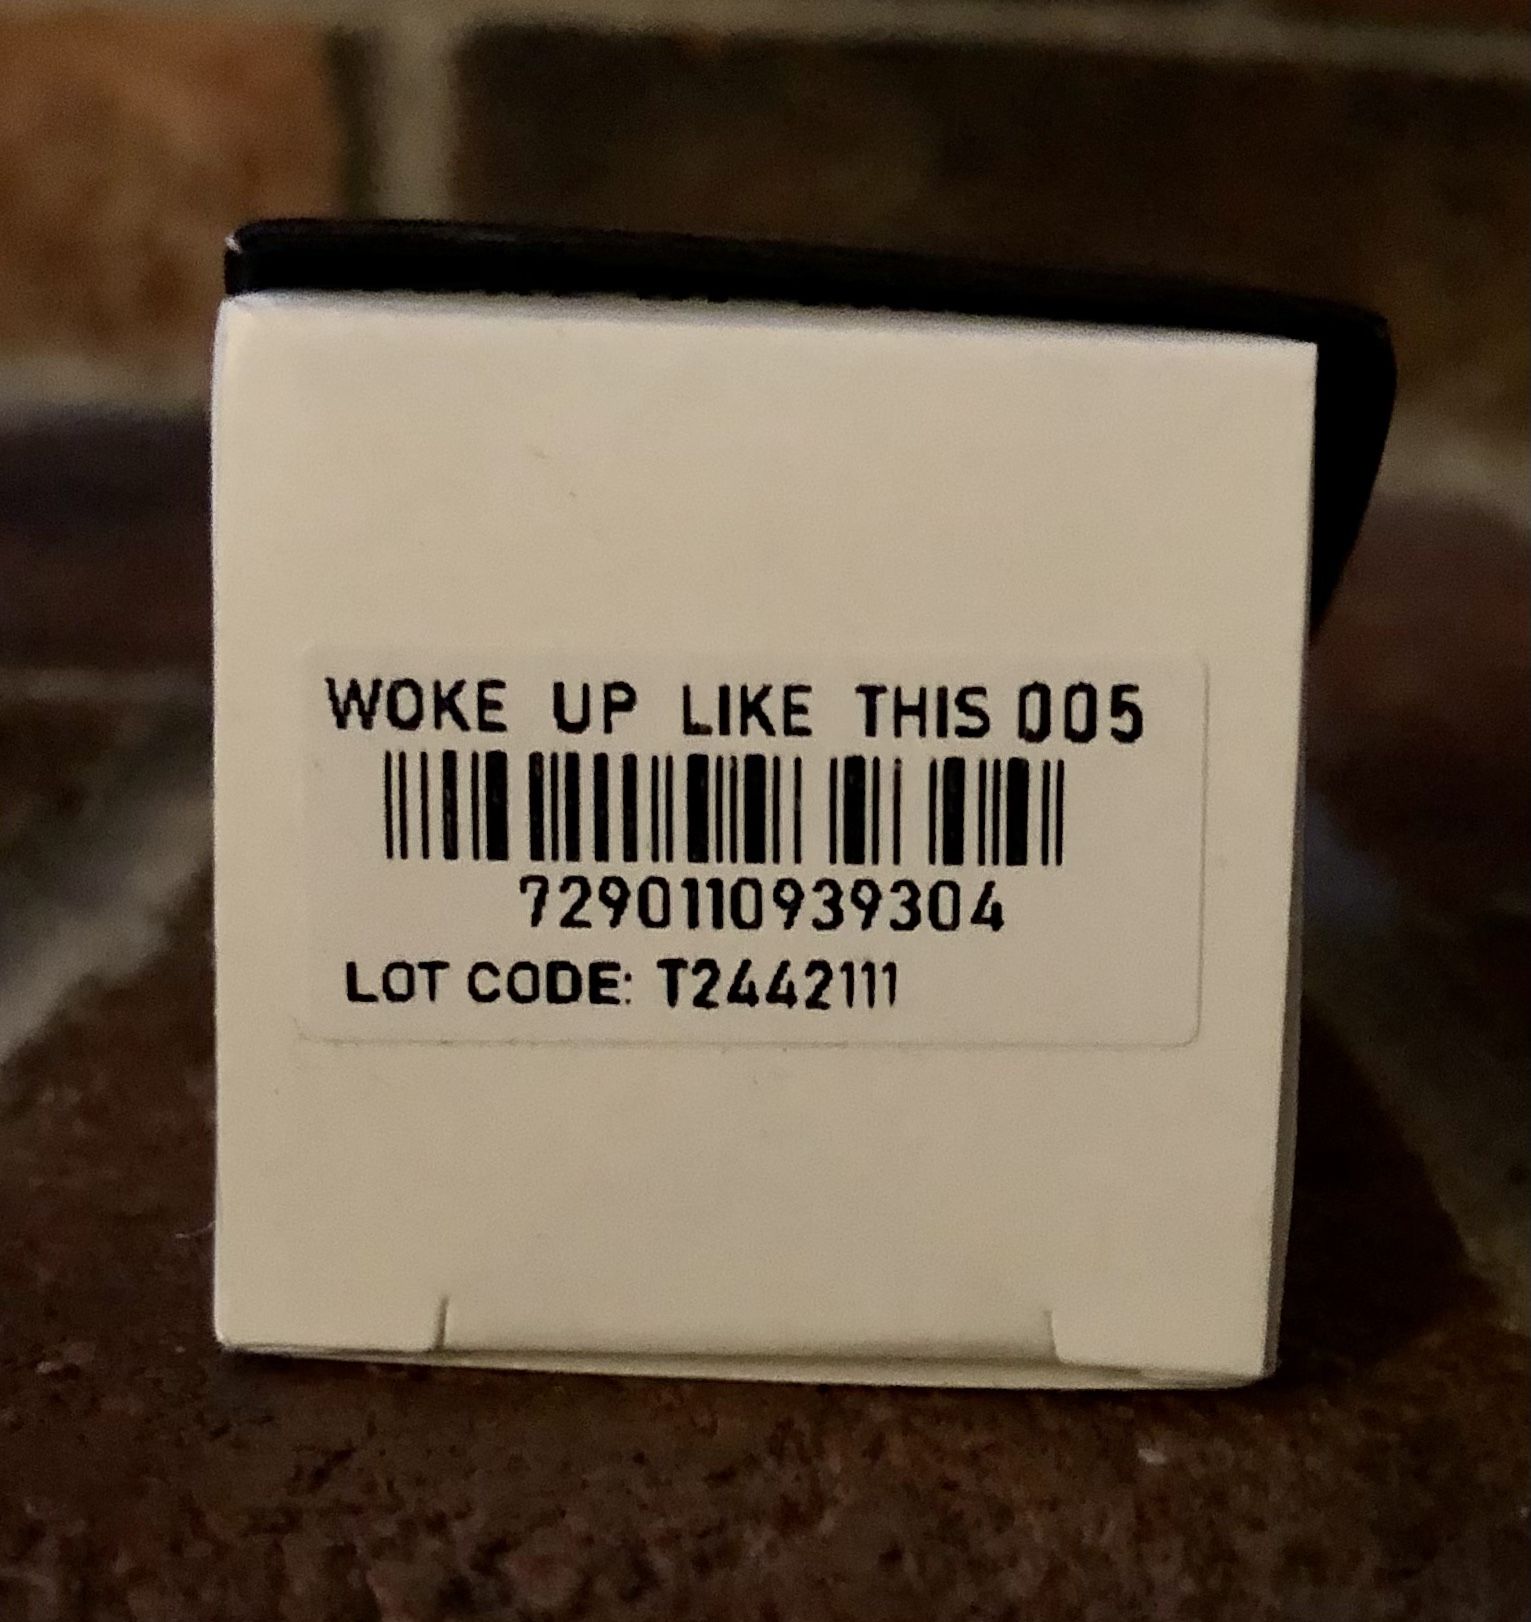 WOKE UP LIKE THIS 005
7290110939304
LOT CODE: T2442111